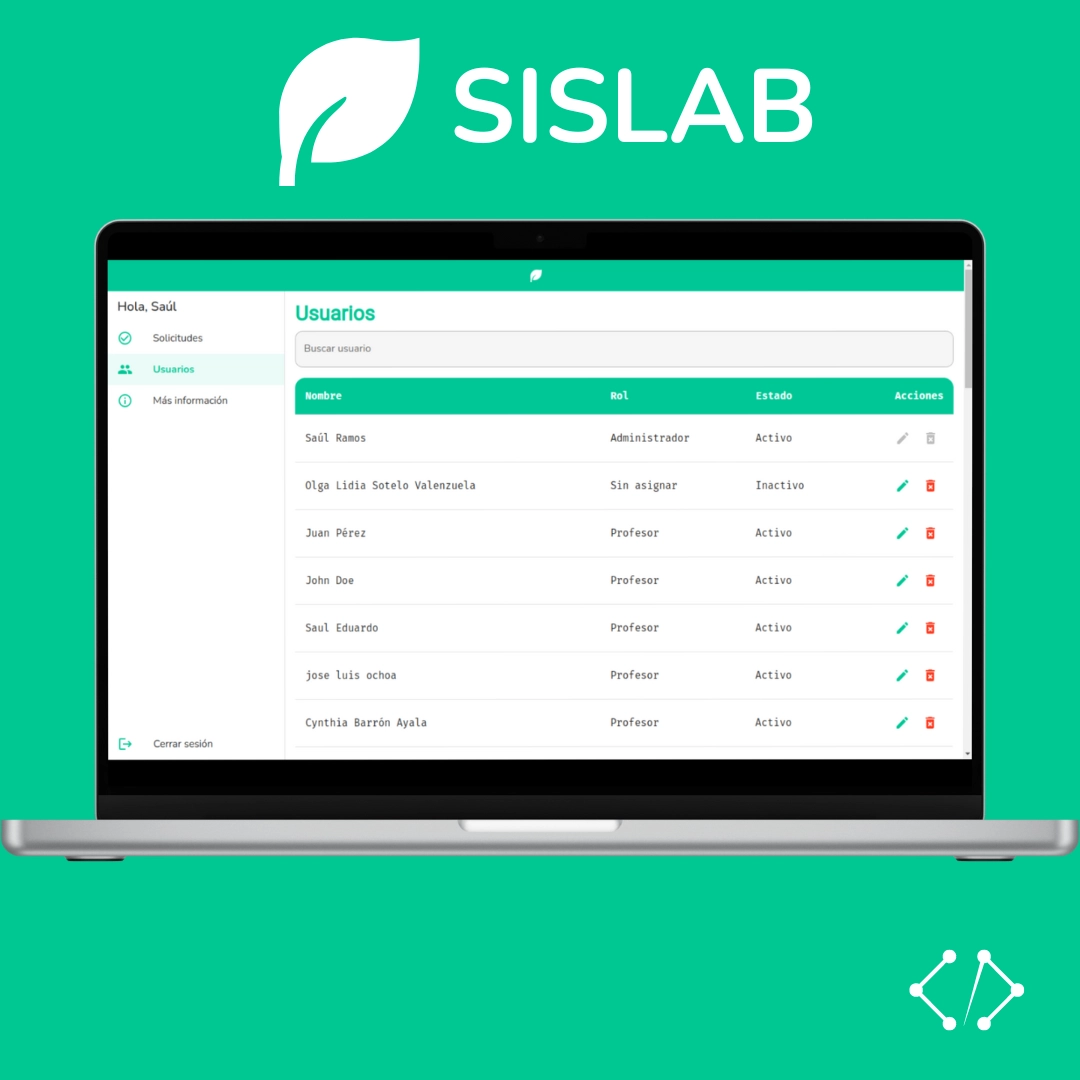 SISLAB
Hola, Saúl
Solicitudes
Usuarios
Más información
Cerrar sesión
Usuarios
Buscar usuario
Nombre Rol Estado Acciones
Saúl Ramos Administrador Activo
Olga Lidia Sotelo Valenzuela Sin asignar Inactivo
Juan Pérez Profesor Activo
John Doe Profesor Activo
Saul Eduardo Profesor Activo
jose luis ochoa Profesor Activo
Cynthia Barrón Ayala Profesor Activo